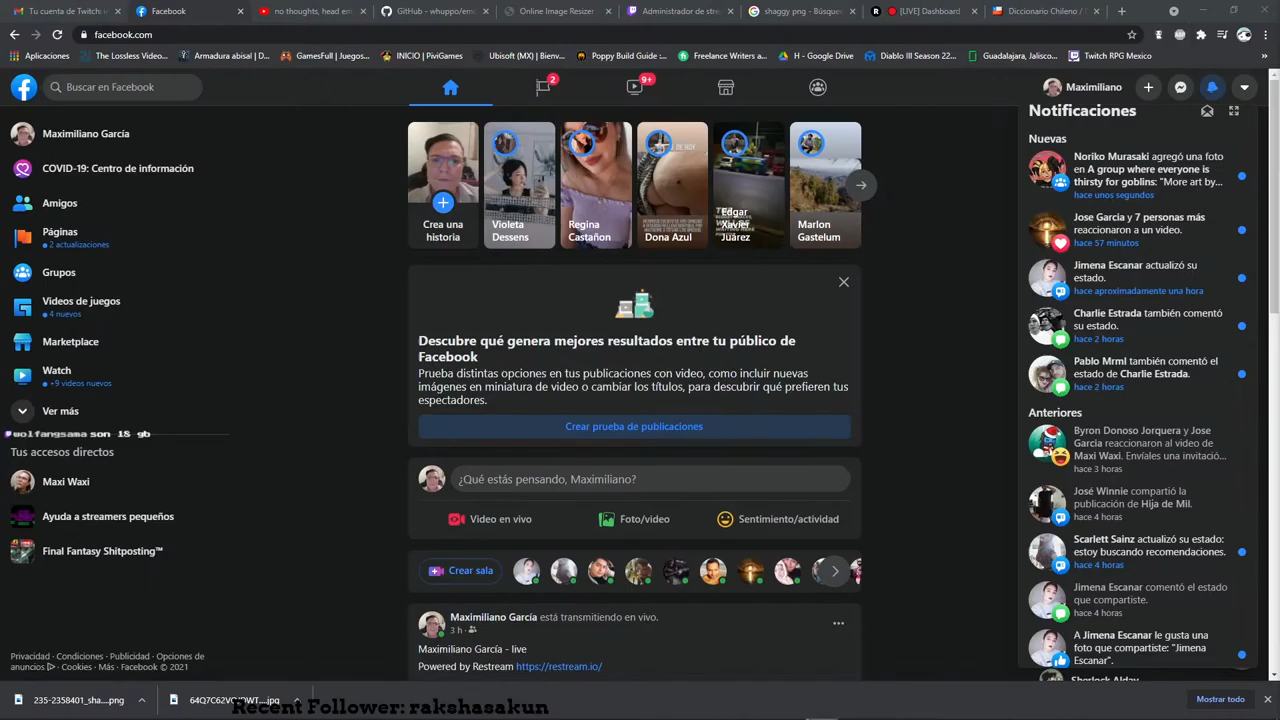 Tu cuenta de Twitch:
Facebook
no thoughts, head em
GitHub - whuppo/em
Online Image Resizer
Administrador de stre
shaggy png - Búsque
[LIVE] Dashboard
Diccionario Chileno / D
facebook.com
Aplicaciones
The Lossless Video...
Armadura abisal | D...
GamesFull | Juegos...
INICIO | PiviGames
Ubisoft (MX) | Bien...
Poppy Build Guide :...
Freelance Writers a...
H - Google Drive
Diablo III Season 22...
Guadalajara, Jalisco...
Twitch RPG Mexico
Buscar en Facebook
2
9+
Maximiliano
Maximiliano García
COVID-19: Centro de información
Amigos
Páginas
2 actualizaciones
Grupos
Videos de juegos
4 nuevos
Marketplace
Watch
+9 videos nuevos
Ver más
wolfangsama son 18 gb
Tus accesos directos
Maxi Waxi
Ayuda a streamers pequeños
Final Fantasy Shitposting™
Privacidad · Condiciones · Publicidad · Opciones de
anuncios · Cookies · Más · Facebook © 2021
Crea una
historia
Violeta
Dessens
Regina
Castañon
Dona Azul
Edgar
Xavier
Juárez
Marlon
Gastelum
Descubre qué genera mejores resultados entre tu público de
Facebook
Prueba distintas opciones en tus publicaciones con video, como incluir nuevas
imágenes en miniatura de video o cambiar los títulos, para descubrir qué prefieren tus
espectadores.
Crear prueba de publicaciones
¿Qué estás pensando, Maximiliano?
Video en vivo
Foto/video
Sentimiento/actividad
Crear sala
Maximiliano García está transmitiendo en vivo.
3 h ·
Maximiliano García - live
Powered by Restream https://restream.io/
Notificaciones
Nuevas
Noriko Murasaki agregó una foto
en A group where everyone is
thirsty for goblins: "More art by...
hace unos segundos
Jose Garcia y 7 personas más
reaccionaron a un video.
hace 57 minutos
Jimena Escanar actualizó su
estado.
hace aproximadamente una hora
Charlie Estrada también comentó
su estado.
hace 2 horas
Pablo Mrml también comentó el
estado de Charlie Estrada.
hace 2 horas
Anteriores
Byron Donoso Jorquera y Jose
Garcia reaccionaron al video de
Maxi Waxi. Envíales una invitació...
hace 3 horas
José Winnie compartió la
publicación de Hija de Mil.
hace 4 horas
Scarlett Sainz actualizó su estado:
estoy buscando recomendaciones.
hace 4 horas
Jimena Escanar comentó el estado
que compartiste.
hace 4 horas
A Jimena Escanar le gusta una
foto que compartiste: "Jimena
Escanar".
Sherlock Alday
235-2358401_sha....png
64Q7C62VQJQWT....jpg
Mostrar todo
Recent Follower: rakshasakun